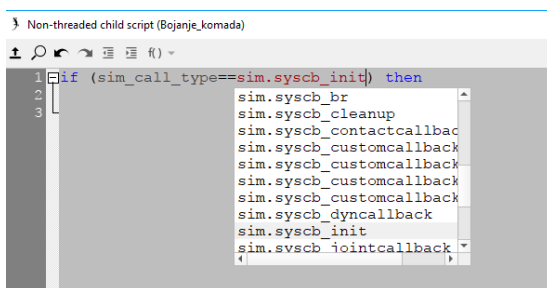 Non-threaded child script (Bojanje_komada)
f()
1 if (sim_call_type==sim.syscb_init) then
2 sim.syscb_br
3 sim.syscb_cleanup
sim.syscb_contactcallbac
sim.syscb_customcallback
sim.syscb_customcallback
sim.syscb_customcallback
sim.syscb_customcallback
sim.syscb_dyncallback
sim.syscb_init
sim.syscb_jointcallback